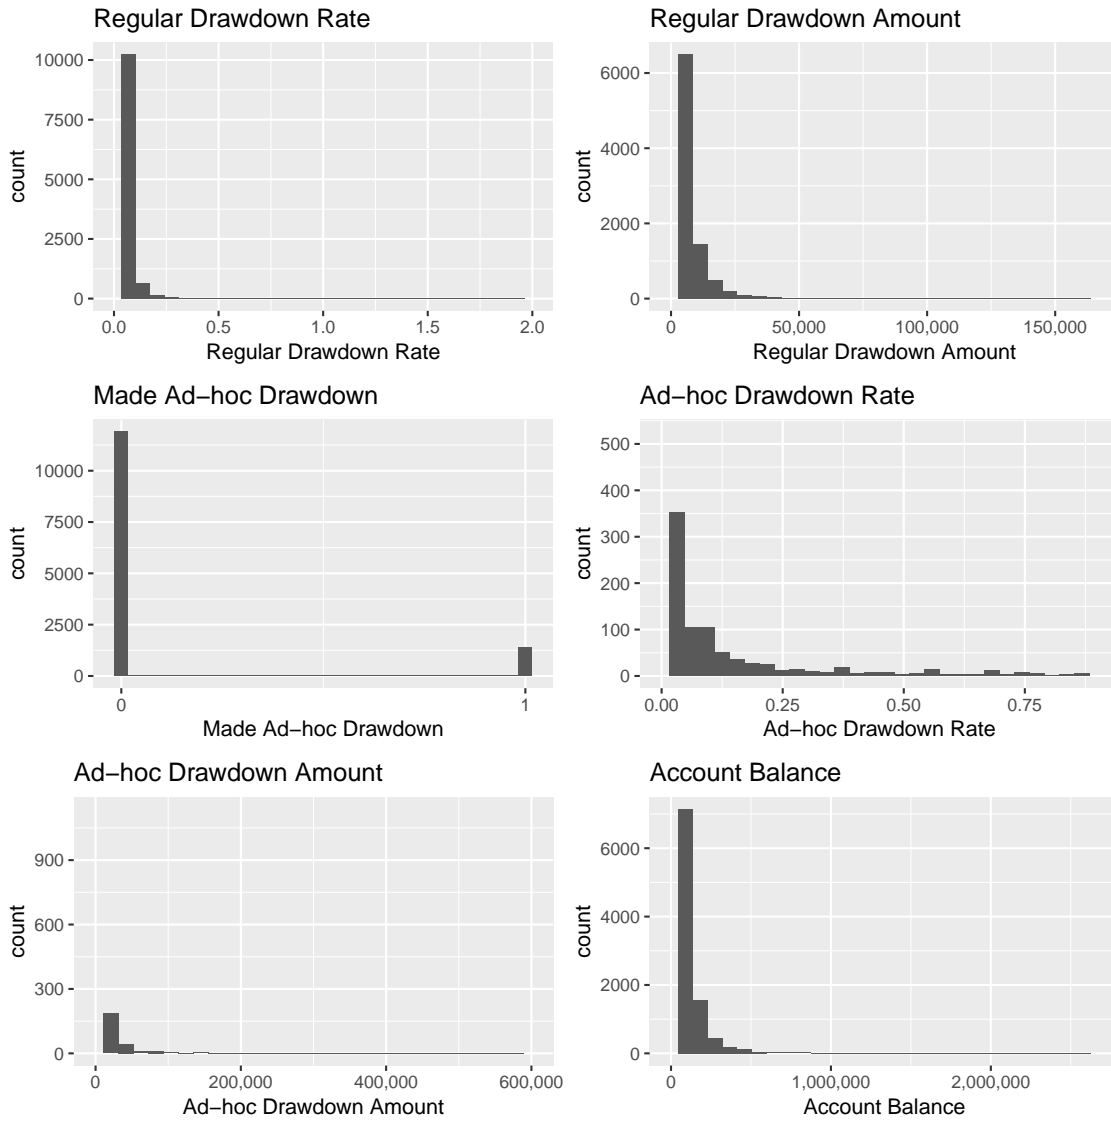 Regular Drawdown Rate
10000
7500
5000
2500
0
count
0.0 0.5 1.0 1.5 2.0
Regular Drawdown Rate
Regular Drawdown Amount
6000
4000
2000
0
count
0 50,000 100,000 150,000
Regular Drawdown Amount
Made Ad−hoc Drawdown
10000
7500
5000
2500
0
count
0 1
Made Ad−hoc Drawdown
Ad−hoc Drawdown Rate
500
400
300
200
100
0
count
0.00 0.25 0.50 0.75
Ad−hoc Drawdown Rate
Ad−hoc Drawdown Amount
900
600
300
0
count
0 200,000 400,000 600,000
Ad−hoc Drawdown Amount
Account Balance
6000
4000
2000
0
count
0 1,000,000 2,000,000
Account Balance